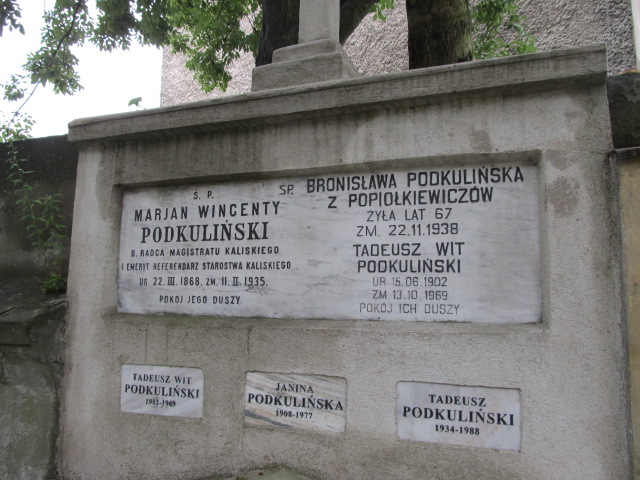 Ś. P.
MARJAN WINCENTY
PODKULIŃSKI
B. RADCA MAGISTRATU KALISKIEGO
I EMERYT REFERENDARZ STAROSTWA KALISKIEGO
UR. 22. III. 1868. ZM. 11. II. 1935.
POKÓJ JEGO DUSZY
ŚP. BRONISŁAWA PODKULIŃSKA
Z POPIOŁKIEWICZÓW
ŻYŁA LAT 67
ZM. 22.11.1938
TADEUSZ WIT
PODKULIŃSKI
UR 15.06.1902
ZM 13.10.1969
POKÓJ ICH DUSZY
TADEUSZ WIT
PODKULIŃSKI
1902-1969
JANINA
PODKULIŃSKA
1908-1977
TADEUSZ
PODKULIŃSKI
1934-1988